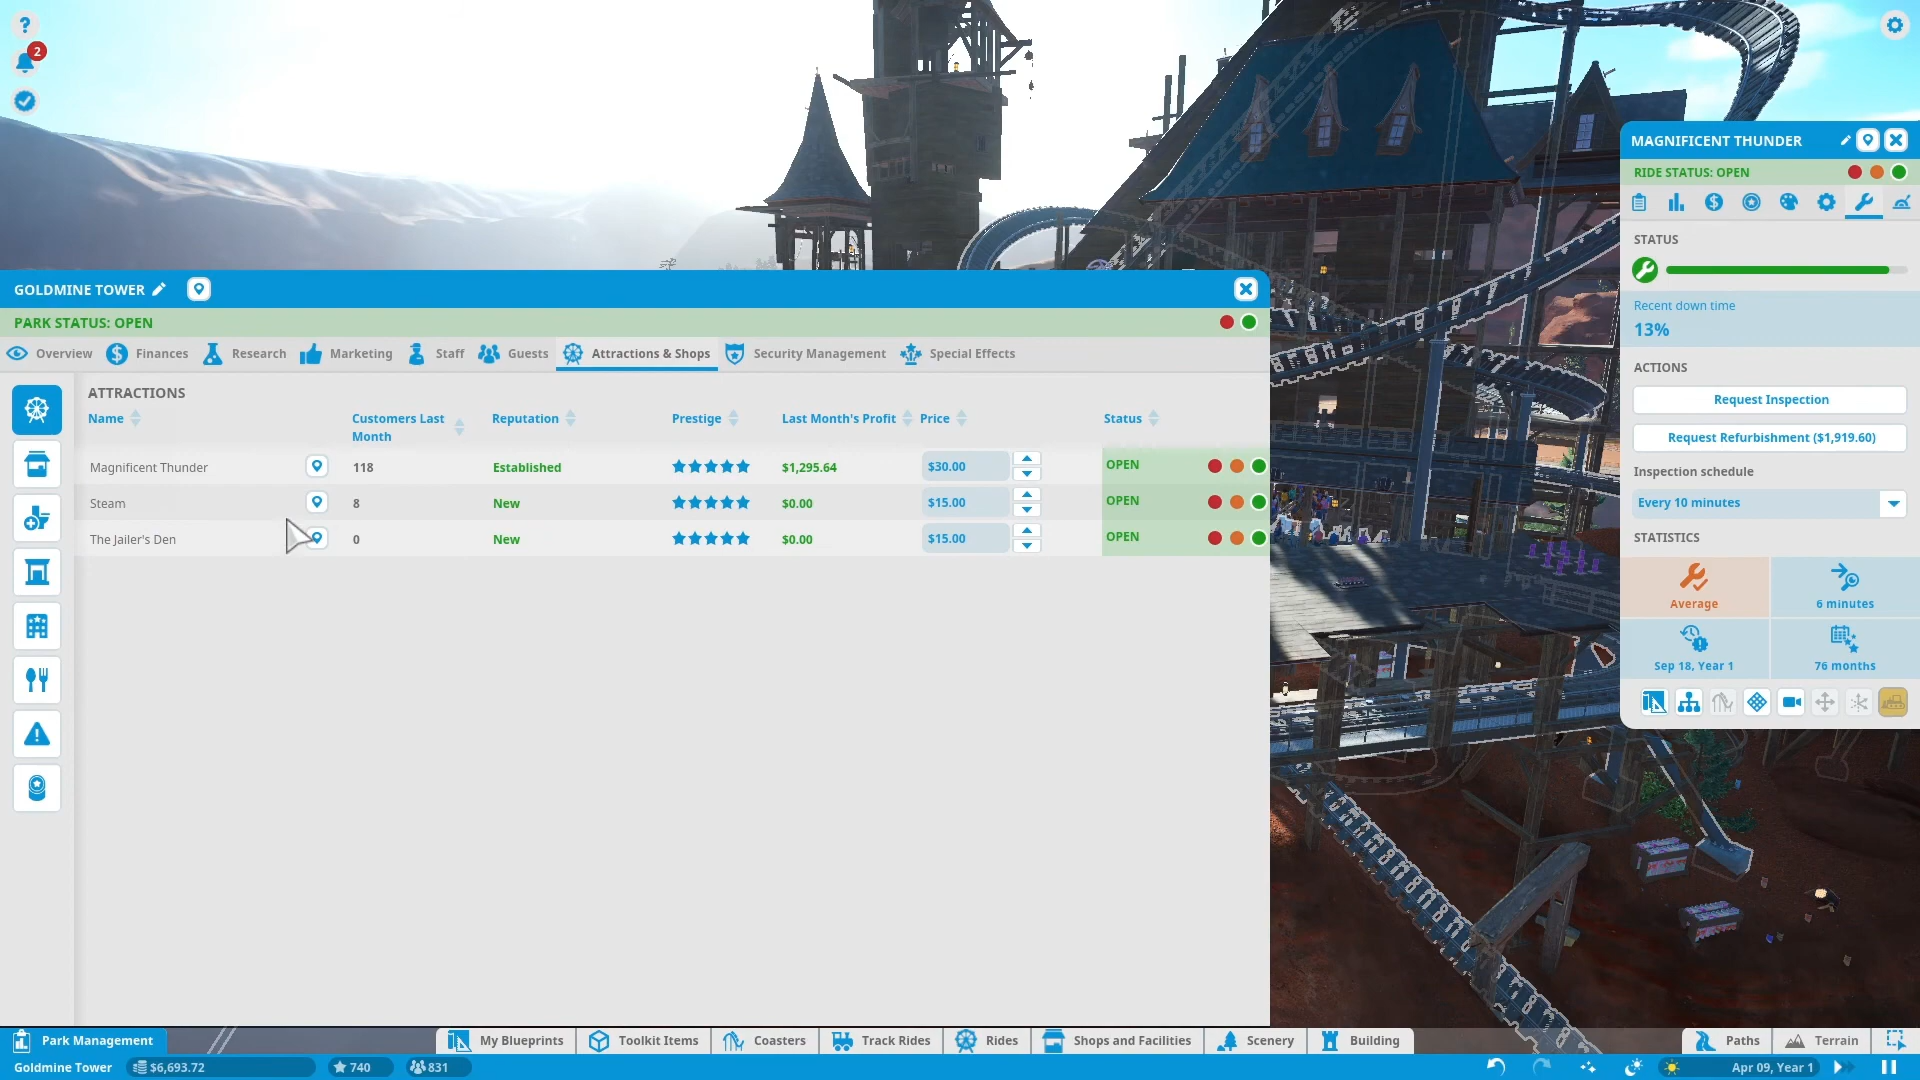 ?
2
MAGNIFICENT THUNDER
RIDE STATUS: OPEN
STATUS
Recent down time
13%
ACTIONS
Request Inspection
Request Refurbishment ($1,919.60)
Inspection schedule
Every 10 minutes
STATISTICS
Average
6 minutes
Sep 18, Year 1
76 months
GOLDMINE TOWER
PARK STATUS: OPEN
Overview
Finances
Research
Marketing
Staff
Guests
Attractions & Shops
Security Management
Special Effects
ATTRACTIONS
Name
Customers Last Month
Reputation
Prestige
Last Month's Profit
Price
Status
Magnificent Thunder
118
Established
$1,295.64
$30.00
OPEN
Steam
8
New
$0.00
$15.00
OPEN
The Jailer's Den
0
New
$0.00
$15.00
OPEN
Park Management
My Blueprints
Toolkit Items
Coasters
Track Rides
Rides
Shops and Facilities
Scenery
Building
Paths
Terrain
Goldmine Tower
$6,693.72
740
831
Apr 09, Year 1